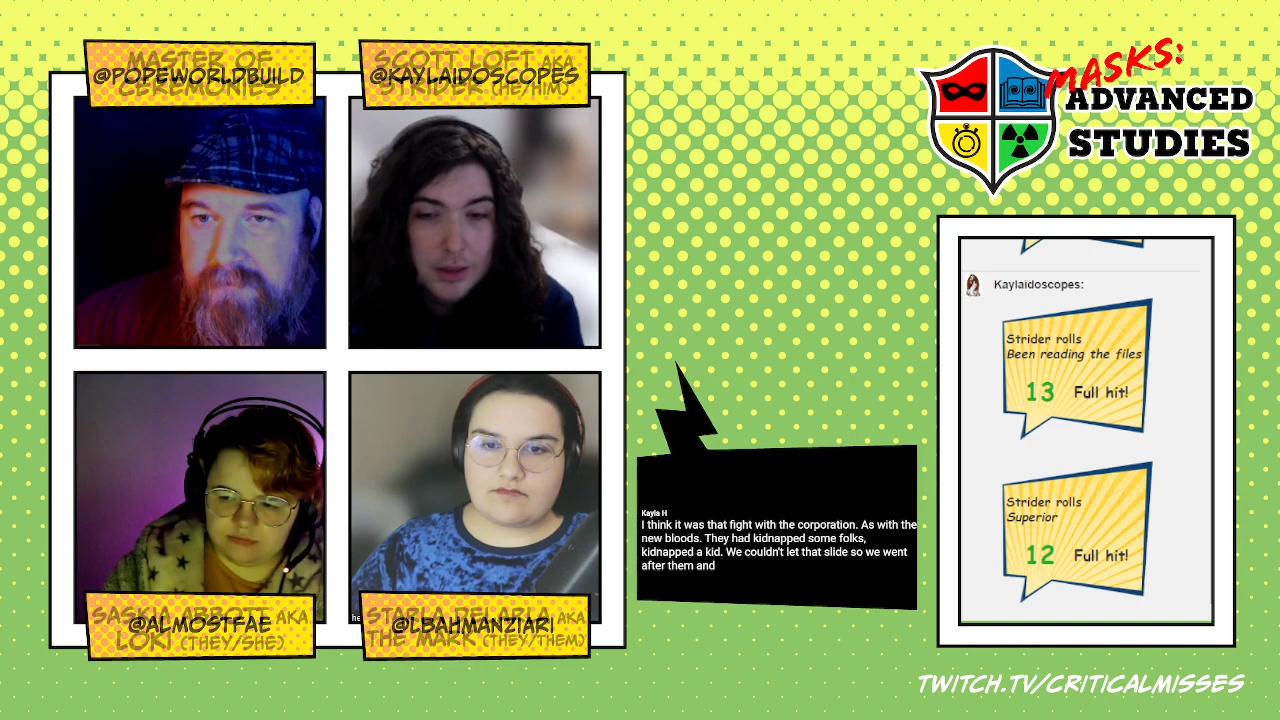 MASTER OF
@POPEWORLDBUILD
CEREMONIES
SCOTT LOFT AKA
@KAYLAIDOSCOPES
STRIDER (HE/HIM)
MASKS:
ADVANCED
STUDIES
Kaylaidoscopes:
Strider rolls
Been reading the files
13 Full hit!
Strider rolls
Superior
12 Full hit!
Kayla H
I think it was that fight with the corporation. As with the
new bloods. They had kidnapped some folks,
kidnapped a kid. We couldn't let that slide so we went
after them and
SASKIA ABBOTT AKA
@ALMOSTFAE
LOKI (THEY/SHE)
@LBAHMANZIARI
THE MARK (THEY/THEM)
he
TWITCH.TV/CRITICALMISSES